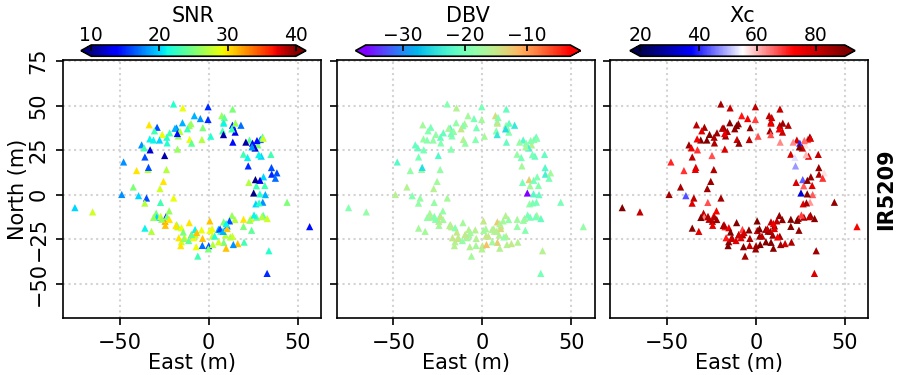 SNR DBV Xc
10 20 30 40 −30 −20 −10 20 40 60 80
75
50
25
0
−25
−50
North (m)
−50 0 50 −50 0 50 −50 0 50
East (m) East (m) East (m)
IR5209